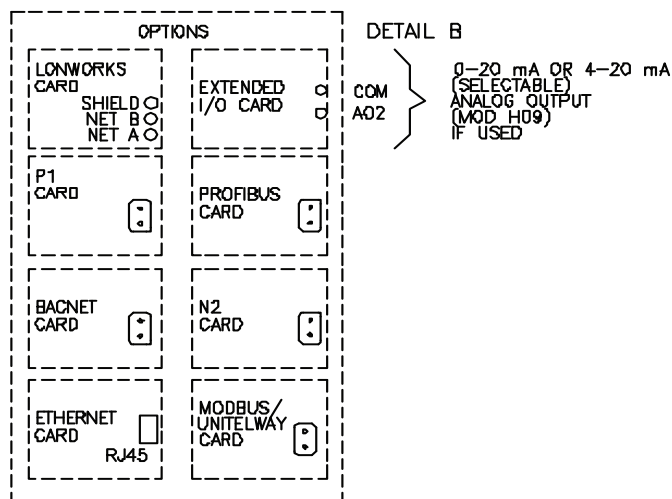 OPTIONS
DETAIL B
LONWORKS
CARD
SHIELD
NET B
NET A
EXTENDED
I/O CARD
COM
AO2
0-20 mA OR 4-20 mA
(SELECTABLE)
ANALOG OUTPUT
(MOD H09)
IF USED
P1
CARD
PROFIBUS
CARD
BACNET
CARD
N2
CARD
ETHERNET
CARD
RJ45
MODBUS/
UNITELWAY
CARD